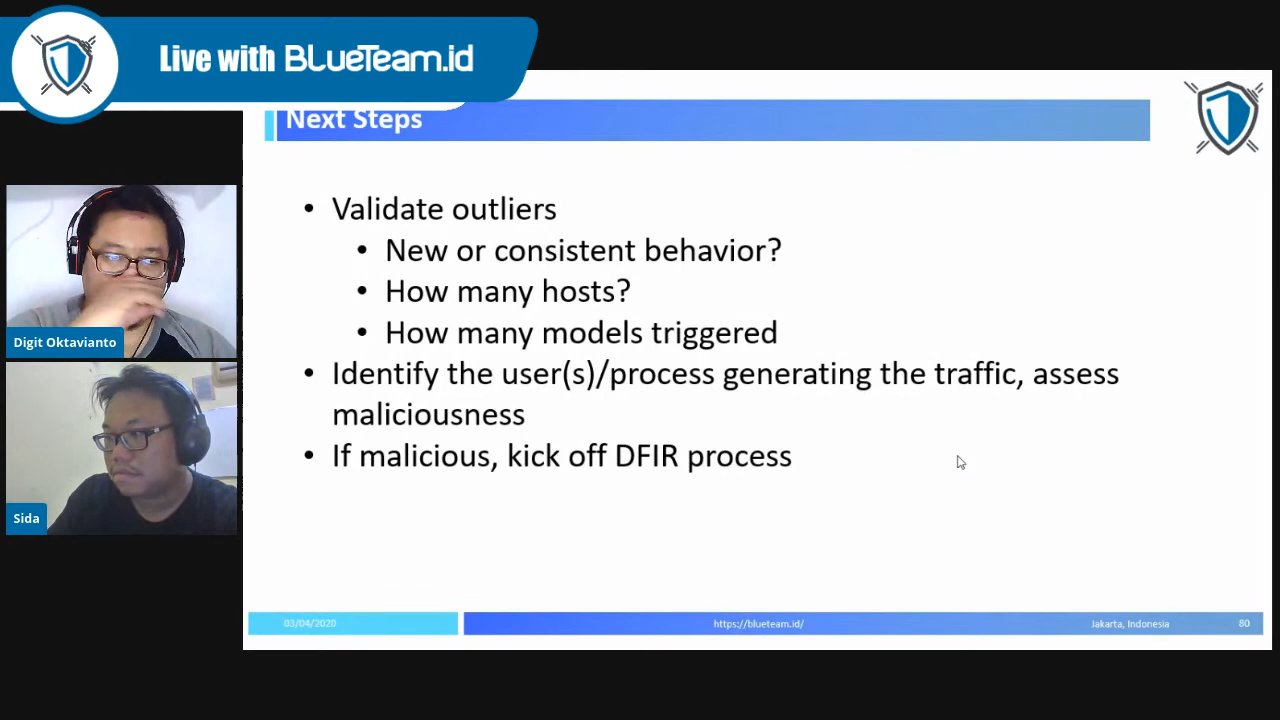 Live with BLueTeam.id
Next Steps
• Validate outliers
• New or consistent behavior?
• How many hosts?
• How many models triggered
• Identify the user(s)/process generating the traffic, assess
maliciousness
• If malicious, kick off DFIR process
Digit Oktavianto
Sida
03/04/2020
https://blueteam.id/
Jakarta, Indonesia
80